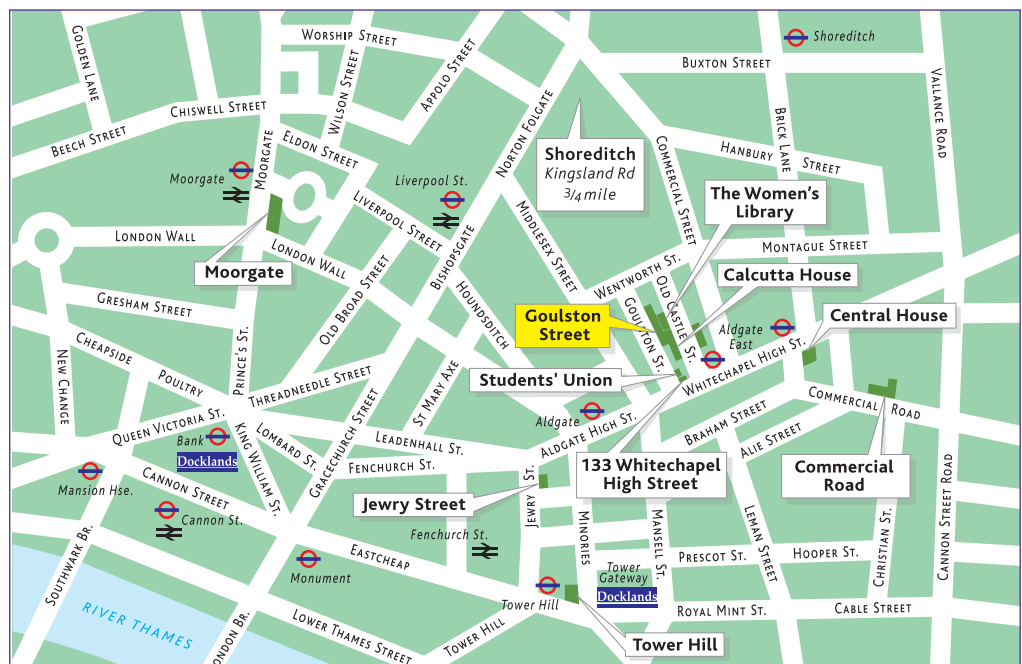 WORSHIP STREET
Shoreditch
GOLDEN LANE
WILSON STREET
APPOLO STREET
BUXTON STREET
VALLANCE ROAD
CHISWELL STREET
BEECH STREET
MOORGATE
ELDON STREET
NORTON FOLGATE
Shoreditch
Kingsland Rd
3/4 mile
COMMERCIAL STREET
BRICK LANE
HANBURY STREET
Moorgate
Liverpool St.
The Women's
Library
LIVERPOOL STREET
MIDDLESEX STREET
LONDON WALL
LONDON WALL
BISHOPSGATE
MONTAGUE STREET
Moorgate
OLD BROAD STREET
WENTWORTH ST.
Calcutta House
GRESHAM STREET
HOUNDSDITCH
GOULSTON ST.
OLD CASTLE ST.
Goulston
Street
Aldgate
East
Central House
CHEAPSIDE
PRINCE'S ST.
NEW CHANGE
POULTRY
THREADNEEDLE STREET
ST MARY AXE
Students' Union
WHITECHAPEL HIGH ST.
QUEEN VICTORIA ST.
KING WILLIAM ST.
LOMBARD ST.
GRACECHURCH STREET
LEADENHALL ST.
Aldgate
ALDGATE HIGH ST.
BRAHAM STREET
ALIE STREET
COMMERCIAL ROAD
Bank
Docklands
FENCHURCH ST.
133 Whitechapel
High Street
Commercial
Road
Mansion Hse.
CANNON STREET
Cannon St.
Jewry Street
JEWRY ST.
Fenchurch St.
MINORIES
MANSELL ST.
LEMAN STREET
CHRISTIAN ST.
CANNON STREET ROAD
SOUTHWARK BR.
EASTCHEAP
PRESCOT ST.
HOOPER ST.
Monument
Tower
Gateway
Docklands
Tower Hill
ROYAL MINT ST.
CABLE STREET
RIVER THAMES
LONDON BR.
LOWER THAMES STREET
TOWER HILL
Tower Hill